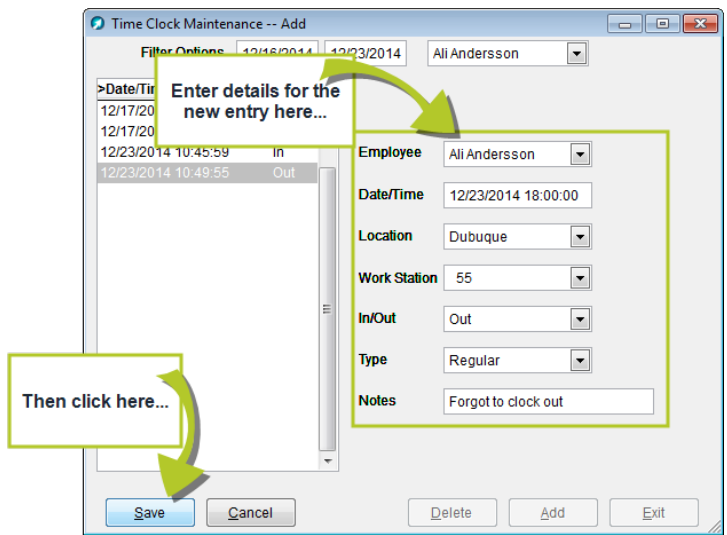 Time Clock Maintenance -- Add
Filter Options 12/16/2014 12/23/2014 Ali Andersson
Enter details for the
new entry here...
>Date/Tim
12/17/20
12/17/20
12/23/2014 10:45:59 In
12/23/2014 10:49:55 Out
Employee Ali Andersson
Date/Time 12/23/2014 18:00:00
Location Dubuque
Work Station 55
In/Out Out
Type Regular
Notes Forgot to clock out
Then click here...
Save Cancel Delete Add Exit